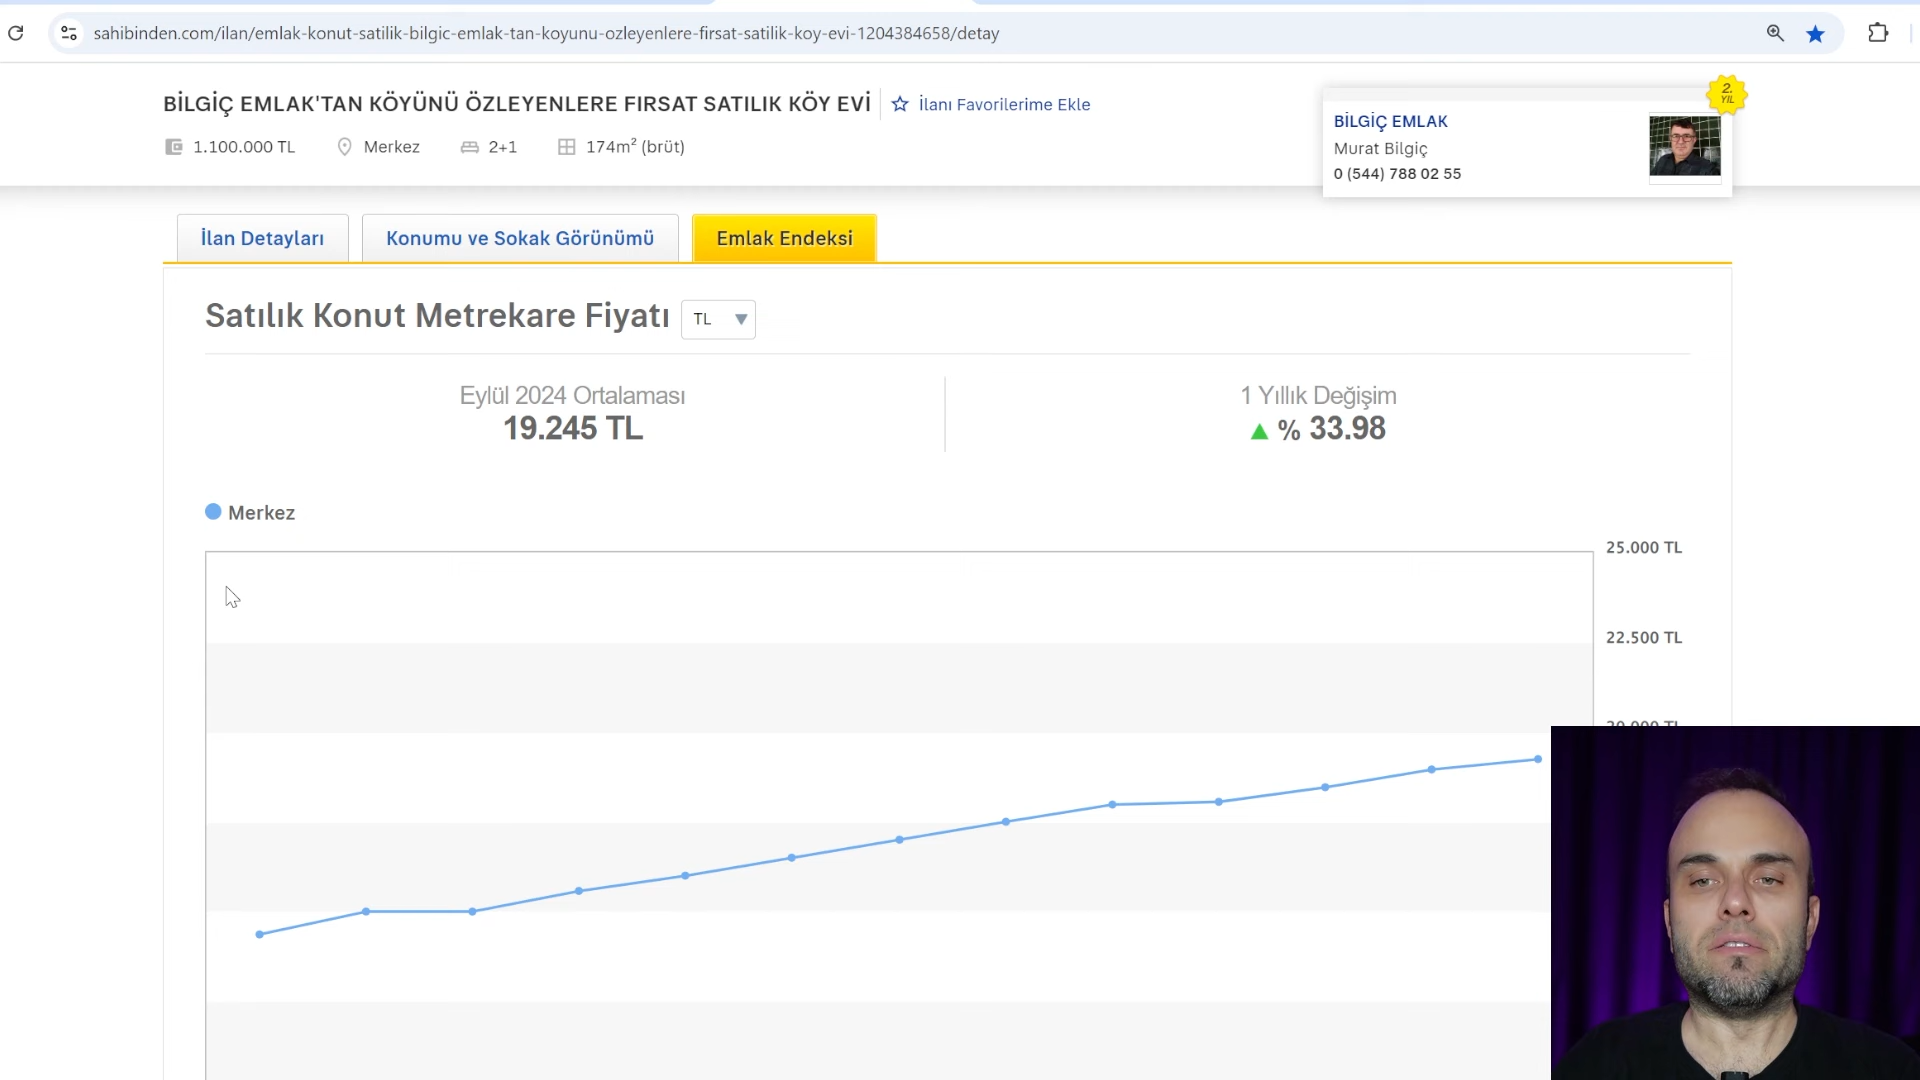 sahibinden.com/ilan/emlak-konut-satilik-bilgic-emlak-tan-koyunu-ozleyenlere-firsat-satilik-koy-evi-1204384658/detay
BİLGİÇ EMLAK'TAN KÖYÜNÜ ÖZLEYENLERE FIRSAT SATILIK KÖY EVİ
İlanı Favorilerime Ekle
1.100.000 TL
Merkez
2+1
174m² (brüt)
2.
YIL
BİLGİÇ EMLAK
Murat Bilgiç
0 (544) 788 02 55
İlan Detayları
Konumu ve Sokak Görünümü
Emlak Endeksi
Satılık Konut Metrekare Fiyatı
TL
Eylül 2024 Ortalaması
19.245 TL
1 Yıllık Değişim
% 33.98
Merkez
25.000 TL
22.500 TL